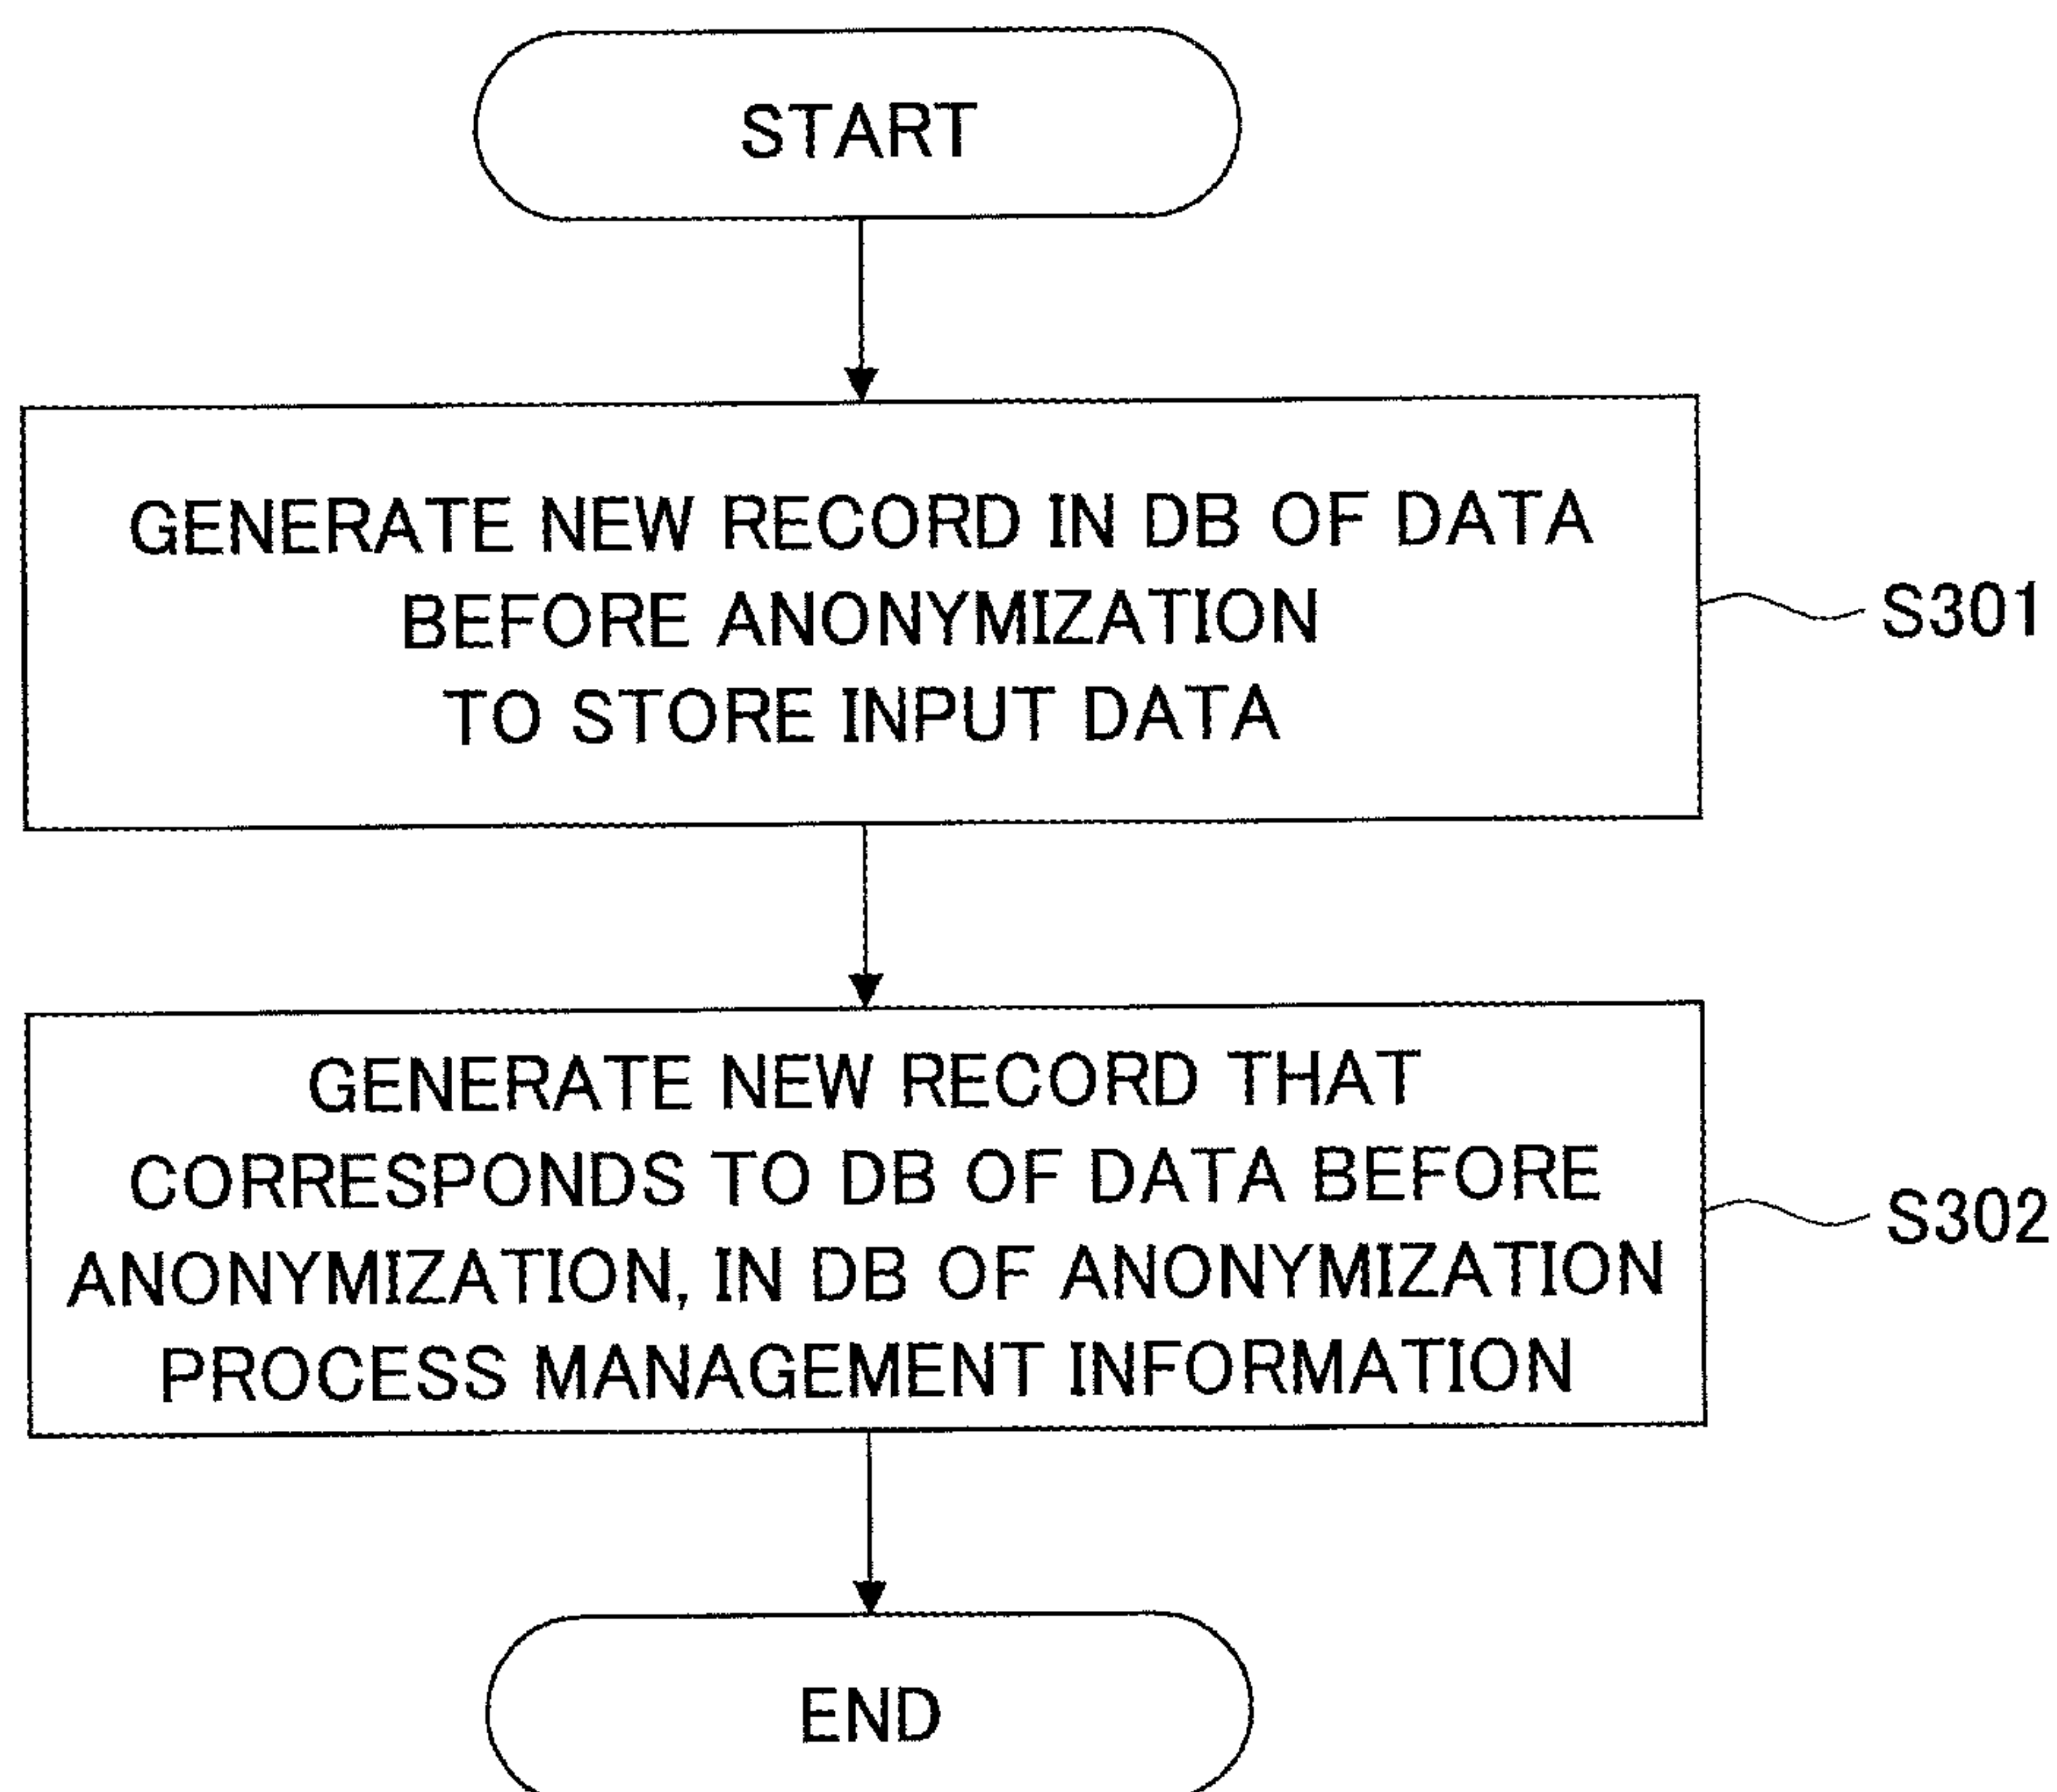 START
GENERATE NEW RECORD IN DB OF DATA
BEFORE ANONYMIZATION
TO STORE INPUT DATA
S301
GENERATE NEW RECORD THAT
CORRESPONDS TO DB OF DATA BEFORE
ANONYMIZATION, IN DB OF ANONYMIZATION
PROCESS MANAGEMENT INFORMATION
S302
END